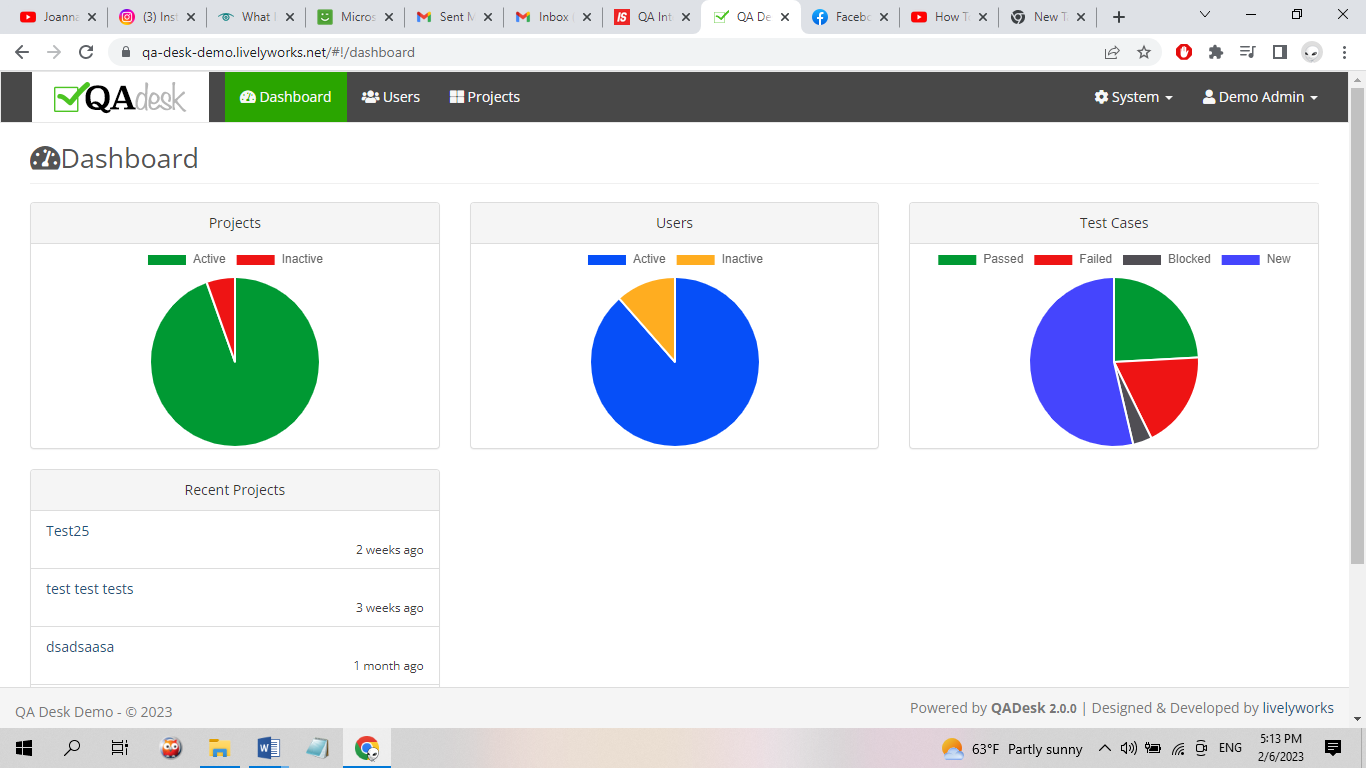 Joanna
(3) Inst
What I
Micros
Sent M
Inbox
QA Int
QA De
Facebo
How T
New T
qa-desk-demo.livelyworks.net/#!/dashboard
QAdesk
Dashboard
Users
Projects
System
Demo Admin
Dashboard
Projects
Active Inactive
Users
Active Inactive
Test Cases
Passed Failed Blocked New
Recent Projects
Test25
2 weeks ago
test test tests
3 weeks ago
dsadsaasa
1 month ago
QA Desk Demo - © 2023
Powered by QADesk 2.0.0 | Designed & Developed by livelyworks
63°F Partly sunny
ENG
5:13 PM
2/6/2023